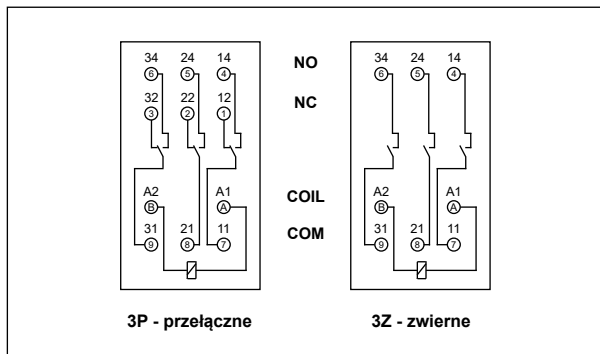 34 24 14 NO 34 24 14
6 5 4 6 5 4
32 22 12 NC
3 2 1
A2 A1 COIL A2 A1
B A B A
31 21 11 COM 31 21 11
9 8 7 9 8 7
3P - przełączne 3Z - zwierne